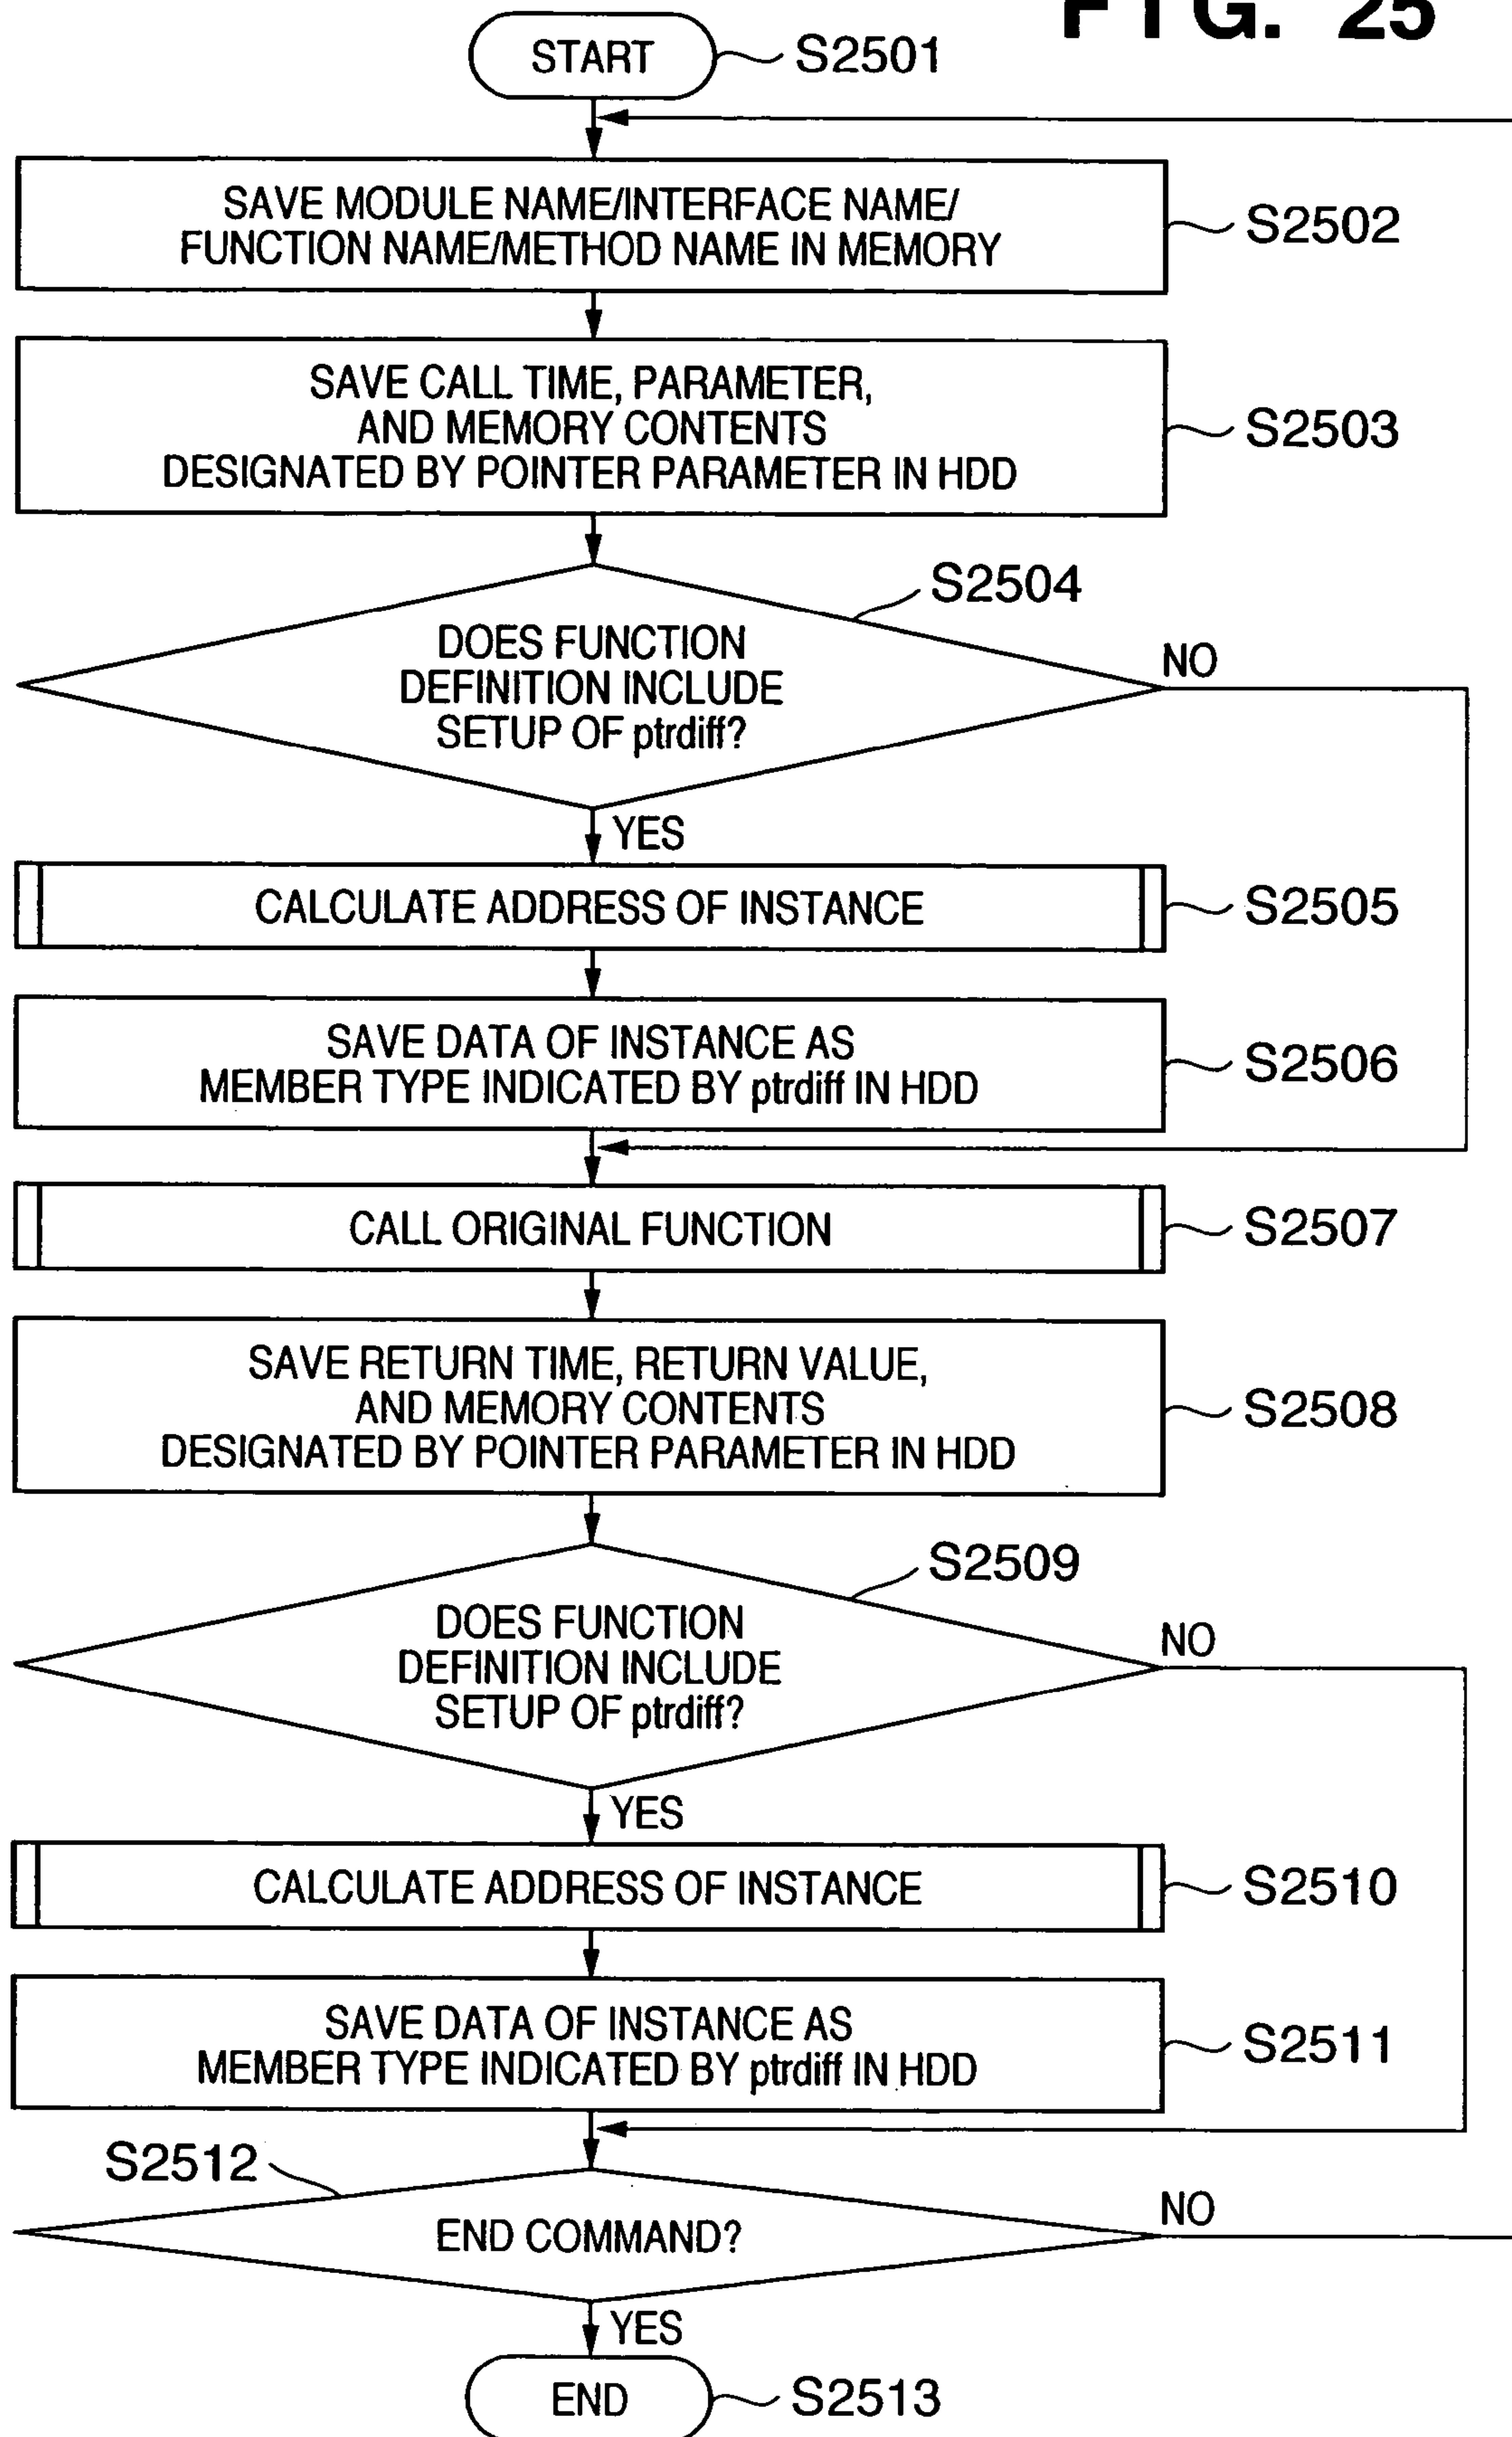 FIG. 25
START
S2501
SAVE MODULE NAME/INTERFACE NAME/
FUNCTION NAME/METHOD NAME IN MEMORY
S2502
SAVE CALL TIME, PARAMETER,
AND MEMORY CONTENTS
DESIGNATED BY POINTER PARAMETER IN HDD
S2503
S2504
DOES FUNCTION
DEFINITION INCLUDE
SETUP OF ptrdiff?
NO
YES
CALCULATE ADDRESS OF INSTANCE
S2505
SAVE DATA OF INSTANCE AS
MEMBER TYPE INDICATED BY ptrdiff IN HDD
S2506
CALL ORIGINAL FUNCTION
S2507
SAVE RETURN TIME, RETURN VALUE,
AND MEMORY CONTENTS
DESIGNATED BY POINTER PARAMETER IN HDD
S2508
S2509
DOES FUNCTION
DEFINITION INCLUDE
SETUP OF ptrdiff?
NO
YES
CALCULATE ADDRESS OF INSTANCE
S2510
SAVE DATA OF INSTANCE AS
MEMBER TYPE INDICATED BY ptrdiff IN HDD
S2511
S2512
END COMMAND?
NO
YES
END
S2513